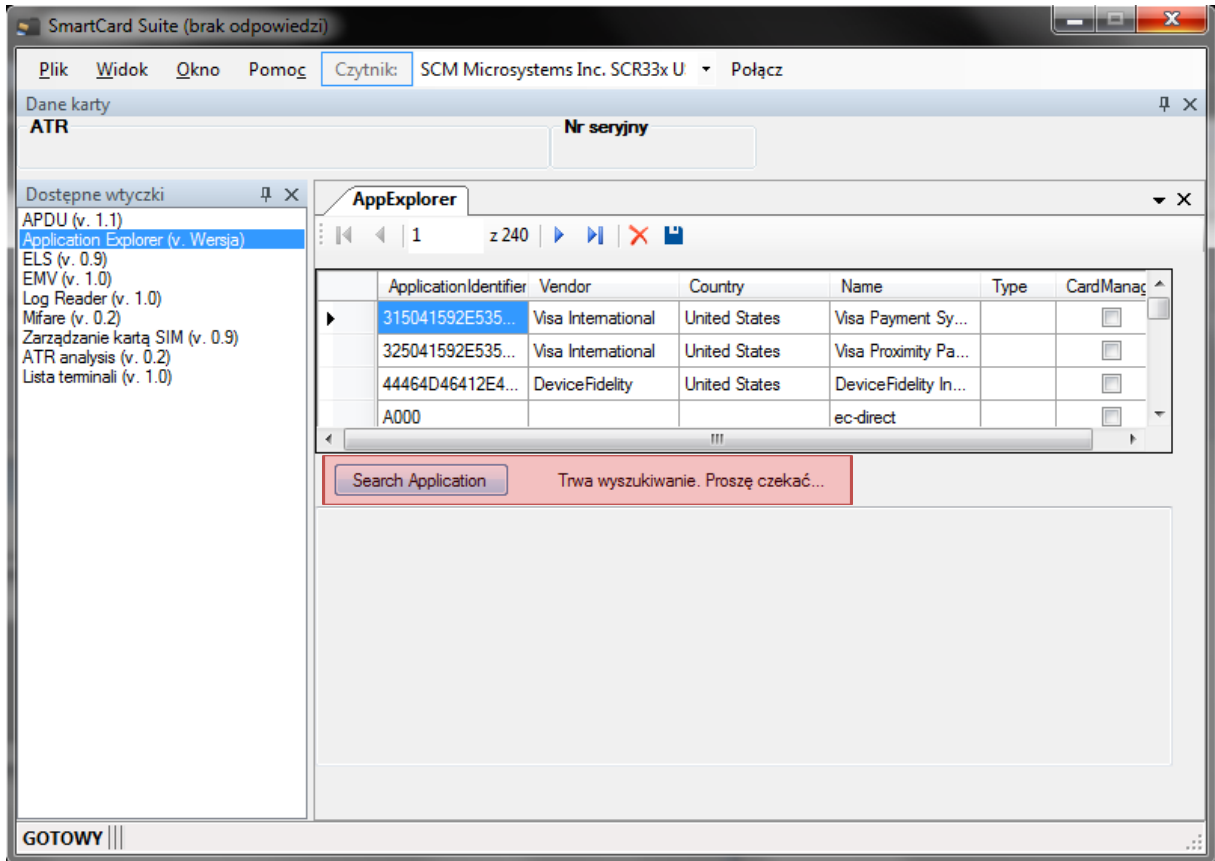 SmartCard Suite (brak odpowiedzi)
Plik Widok Okno Pomoc Czytnik: SCM Microsystems Inc. SCR33x U Połącz
Dane karty
ATR Nr seryjny
Dostępne wtyczki
APDU (v. 1.1)
Application Explorer (v. Wersja)
ELS (v. 0.9)
EMV (v. 1.0)
Log Reader (v. 1.0)
Mifare (v. 0.2)
Zarządzanie kartą SIM (v. 0.9)
ATR analysis (v. 0.2)
Lista terminali (v. 1.0)
AppExplorer
1 z 240
ApplicationIdentifier Vendor Country Name Type CardManag
315041592E535... Visa International United States Visa Payment Sy...
325041592E535... Visa International United States Visa Proximity Pa...
44464D46412E4... DeviceFidelity United States DeviceFidelity In...
A000 ec-direct
Search Application Trwa wyszukiwanie. Proszę czekać...
GOTOWY